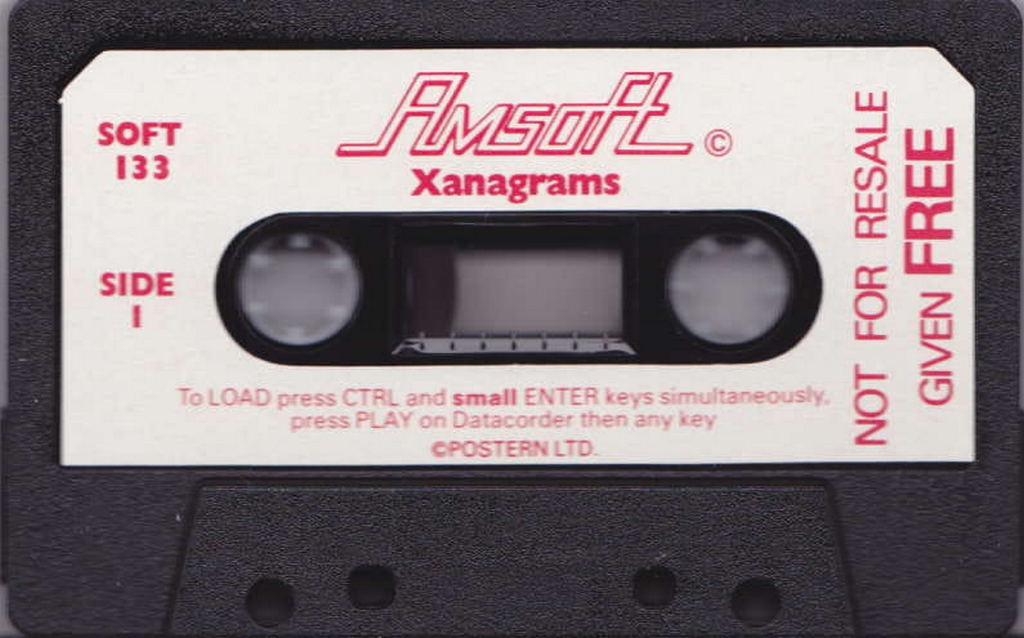 SOFT
133
Amsoft ©
Xanagrams
SIDE
1
To LOAD press CTRL and small ENTER keys simultaneously,
press PLAY on Datacorder then any key
©POSTERN LTD.
NOT FOR RESALE
GIVEN FREE